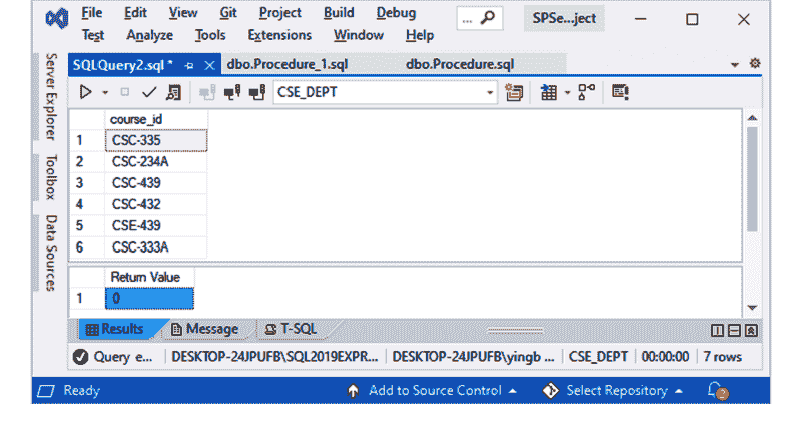 File Edit View Git Project Build Debug ... SPSe...ject
Test Analyze Tools Extensions Window Help
SQLQuery2.sql * dbo.Procedure_1.sql dbo.Procedure.sql
CSE_DEPT
Server Explorer
Toolbox
Data Sources
course_id
1 CSC-335
2 CSC-234A
3 CSC-439
4 CSC-432
5 CSE-439
6 CSC-333A
Return Value
1 0
Results Message T-SQL
Query e... DESKTOP-24JPUFB\SQL2019EXPR... DESKTOP-24JPUFB\yingb ... CSE_DEPT 00:00:00 7 rows
Ready Add to Source Control Select Repository 2